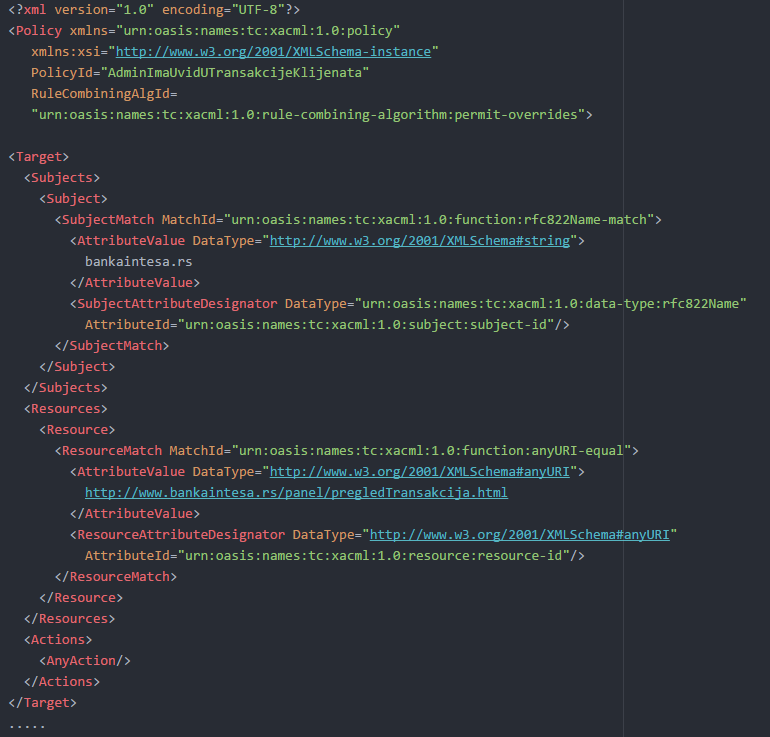 <?xml version="1.0" encoding="UTF-8"?>
<Policy xmlns="urn:oasis:names:tc:xacml:1.0:policy"
xmlns:xsi="http://www.w3.org/2001/XMLSchema-instance"
PolicyId="AdminImaUvidUTransakcijeKlijenata"
RuleCombiningAlgId=
"urn:oasis:names:tc:xacml:1.0:rule-combining-algorithm:permit-overrides">
<Target>
<Subjects>
<Subject>
<SubjectMatch MatchId="urn:oasis:names:tc:xacml:1.0:function:rfc822Name-match">
<AttributeValue DataType="http://www.w3.org/2001/XMLSchema#string">
bankaintesa.rs
</AttributeValue>
<SubjectAttributeDesignator DataType="urn:oasis:names:tc:xacml:1.0:data-type:rfc822Name"
AttributeId="urn:oasis:names:tc:xacml:1.0:subject:subject-id"/>
</SubjectMatch>
</Subject>
</Subjects>
<Resources>
<Resource>
<ResourceMatch MatchId="urn:oasis:names:tc:xacml:1.0:function:anyURI-equal">
<AttributeValue DataType="http://www.w3.org/2001/XMLSchema#anyURI">
http://www.bankaintesa.rs/panel/pregledTransakcija.html
</AttributeValue>
<ResourceAttributeDesignator DataType="http://www.w3.org/2001/XMLSchema#anyURI"
AttributeId="urn:oasis:names:tc:xacml:1.0:resource:resource-id"/>
</ResourceMatch>
</Resource>
</Resources>
<Actions>
<AnyAction/>
</Actions>
</Target>
.....